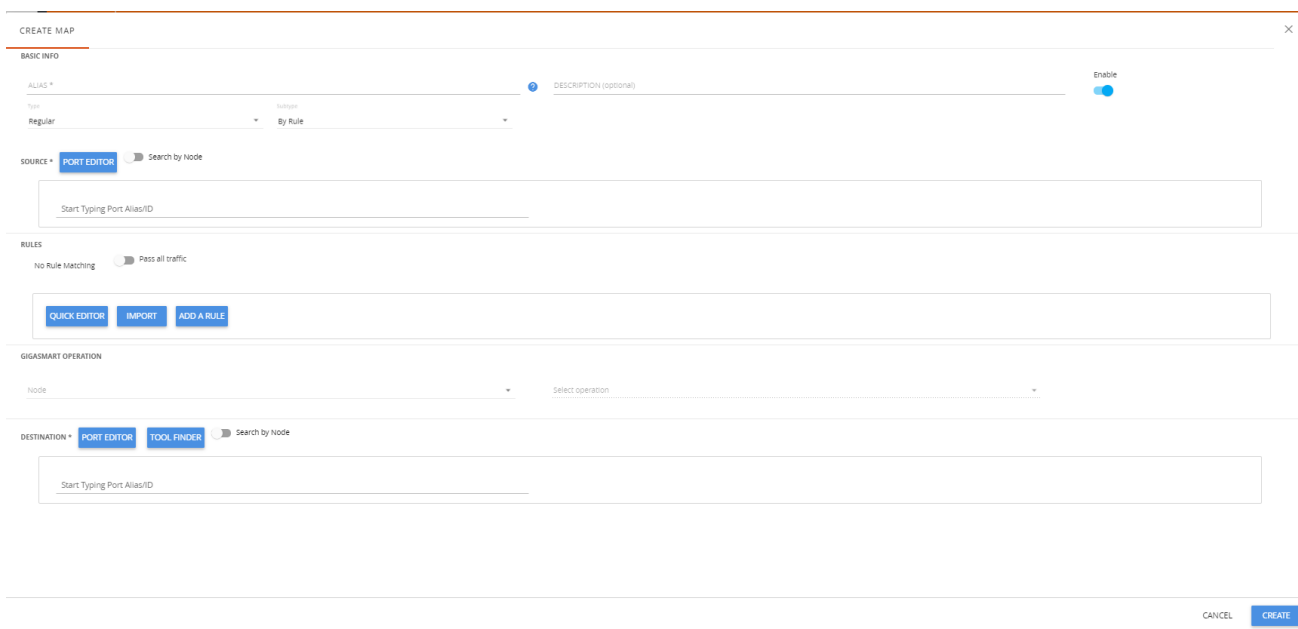 CREATE MAP
BASIC INFO
ALIAS *
DESCRIPTION (optional)
Enable
Type
Subtype
Regular
By Rule
SOURCE *
PORT EDITOR
Search by Node
Start Typing Port Alias/ID
RULES
No Rule Matching
Pass all traffic
QUICK EDITOR
IMPORT
ADD A RULE
GIGASMART OPERATION
Node
Select operation
DESTINATION *
PORT EDITOR
TOOL FINDER
Search by Node
Start Typing Port Alias/ID
CANCEL
CREATE